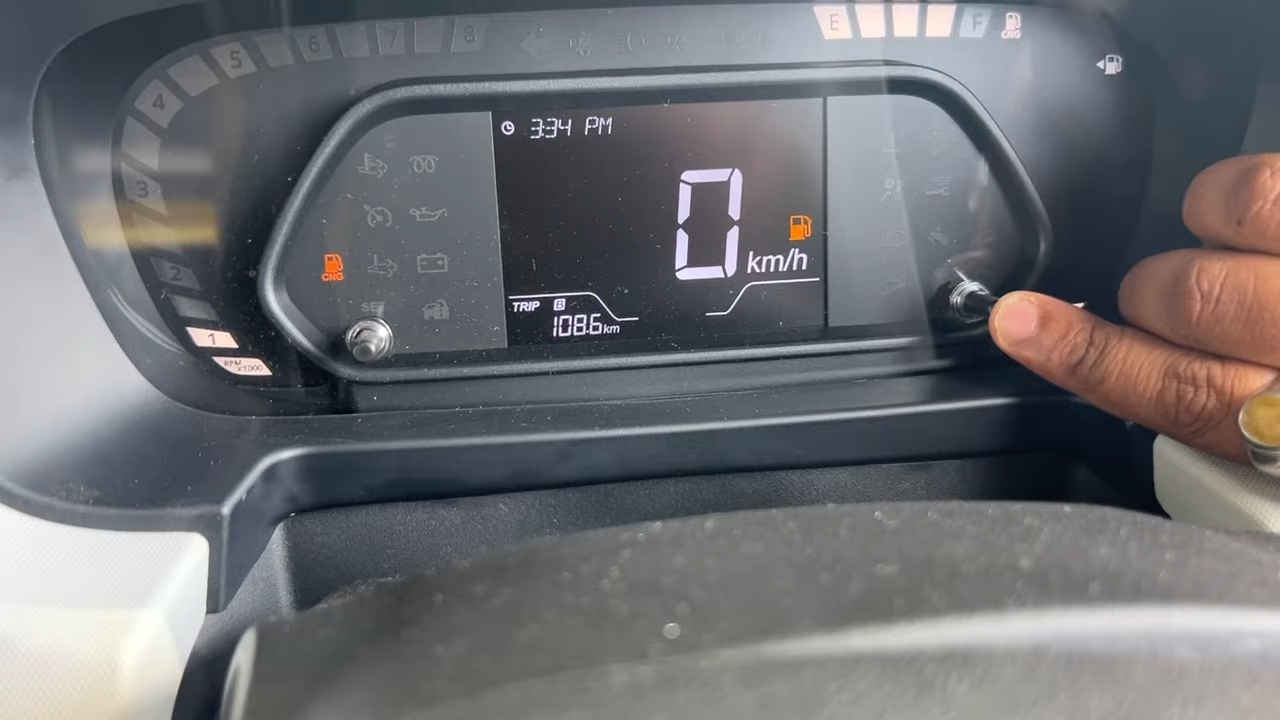 5 6 7 8
E F
CNG
4
3:34 PM
3
0
km/h
CNG
2
SET
TRIP B
108.6 km
1
RPM
X1000